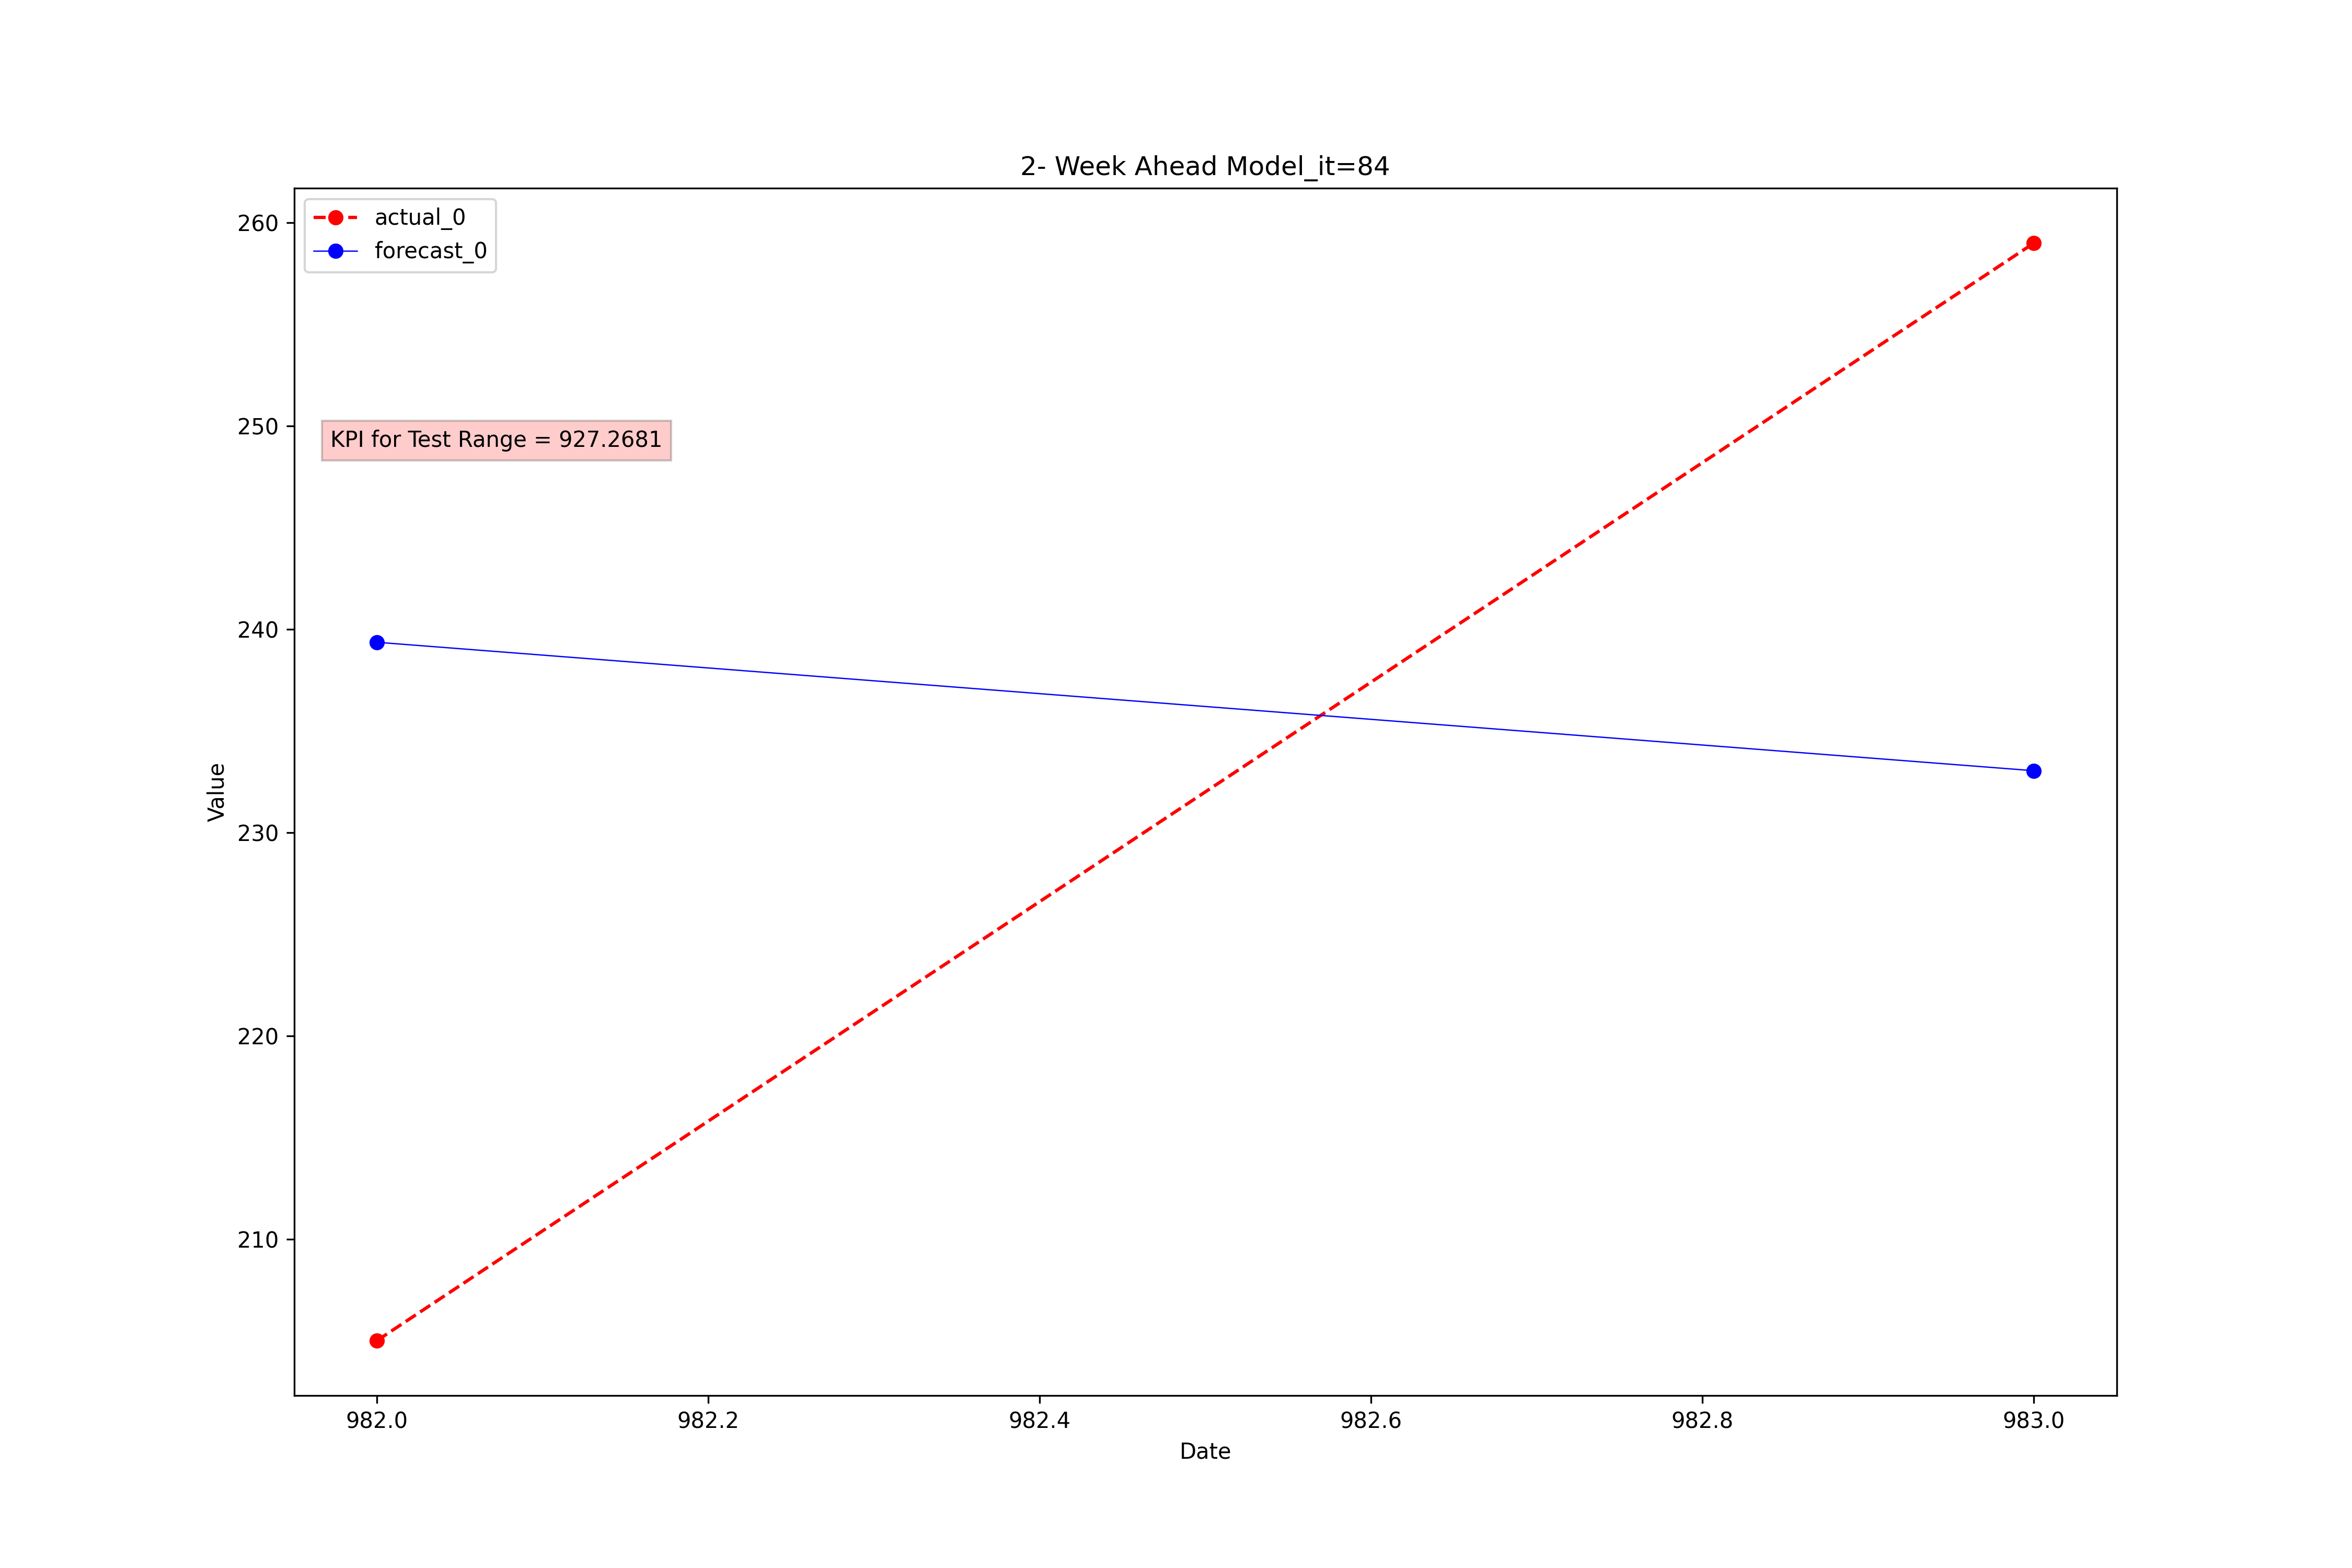 2- Week Ahead Model_it=84
actual_0
forecast_0
KPI for Test Range = 927.2681
260
250
240
230
220
210
Value
982.0 982.2 982.4 982.6 982.8 983.0
Date